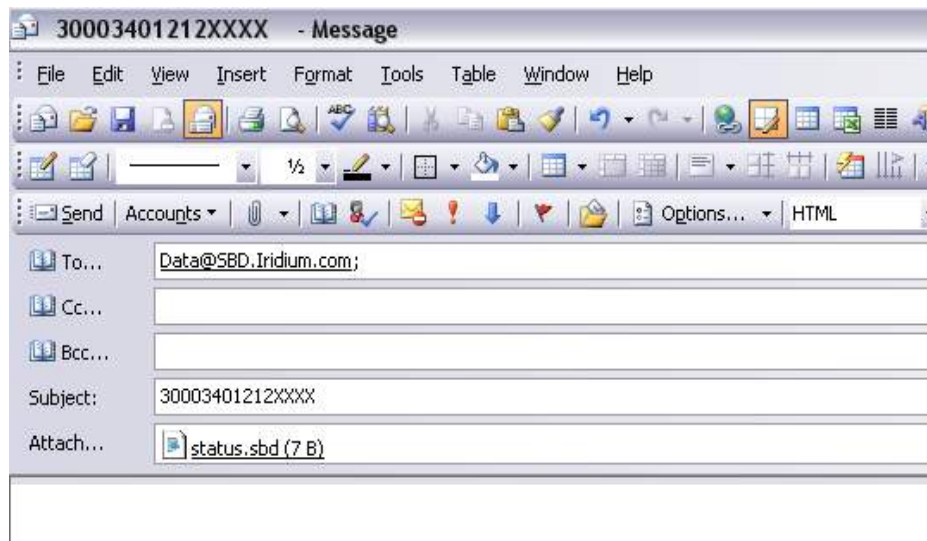 30003401212XXXX - Message
File Edit View Insert Format Tools Table Window Help
ABC
½
Send Accounts Options... HTML
To... Data@SBD.Iridium.com;
Cc...
Bcc...
Subject: 30003401212XXXX
Attach... status.sbd (7 B)